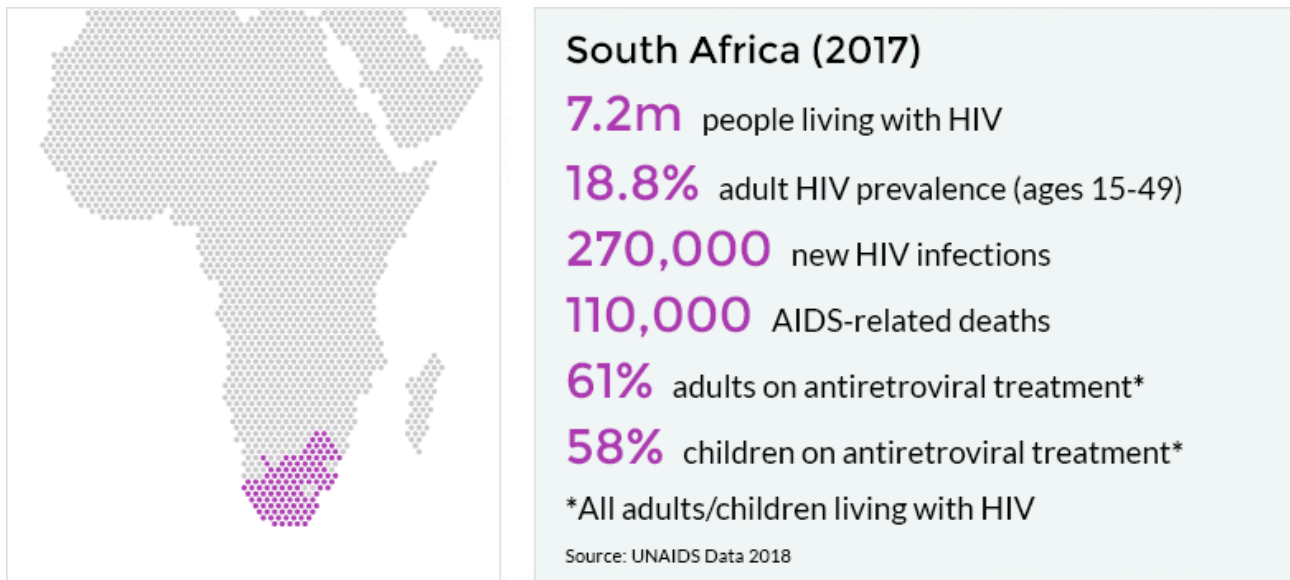 South Africa (2017)
7.2m people living with HIV
18.8% adult HIV prevalence (ages 15-49)
270,000 new HIV infections
110,000 AIDS-related deaths
61% adults on antiretroviral treatment*
58% children on antiretroviral treatment*
*All adults/children living with HIV
Source: UNAIDS Data 2018